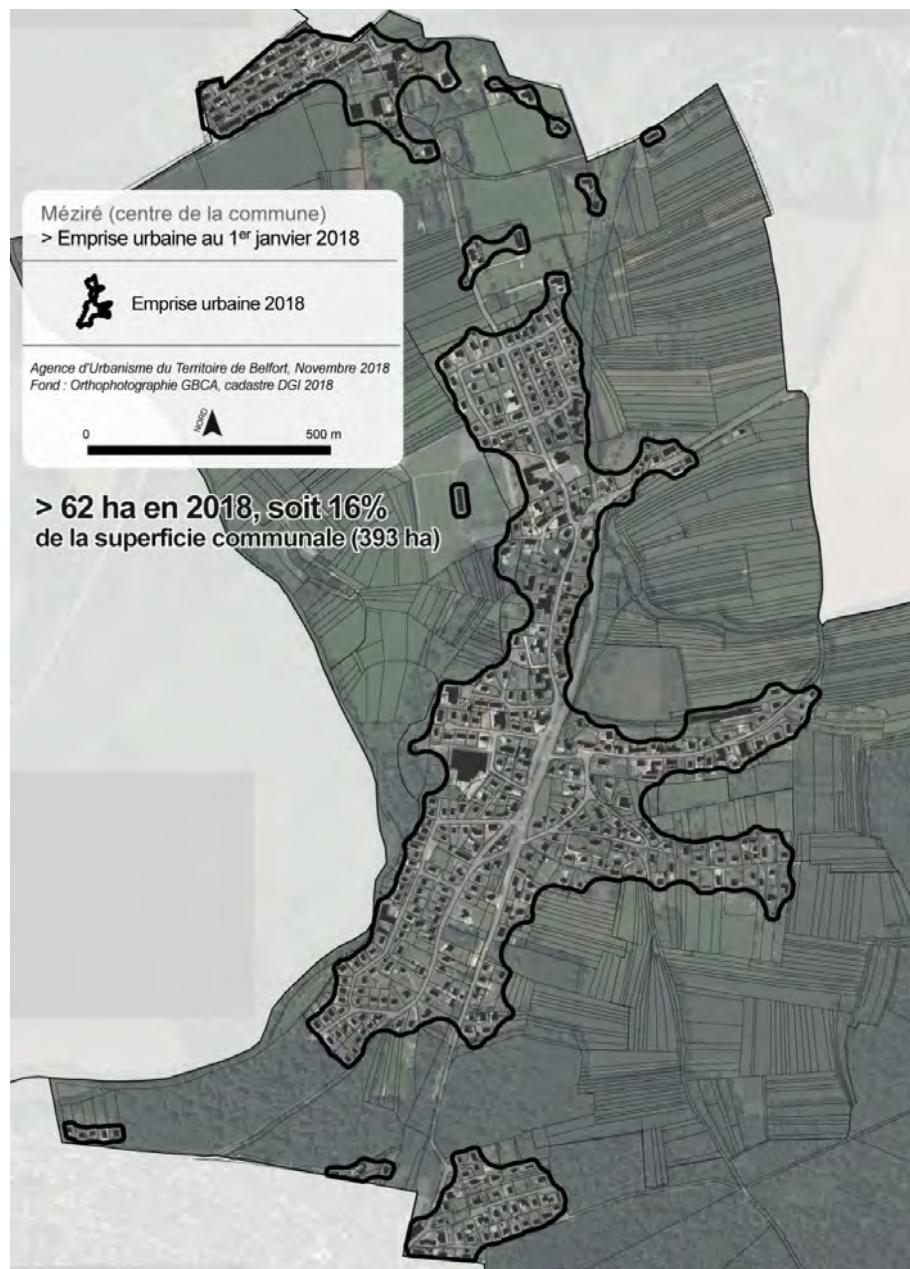 Méziré (centre de la commune)
> Emprise urbaine au 1er janvier 2018
Emprise urbaine 2018
Agence d'Urbanisme du Territoire de Belfort, Novembre 2018
Fond : Orthophotographie GBCA, cadastre DGI 2018
NORD
0 500 m
> 62 ha en 2018, soit 16%
de la superficie communale (393 ha)